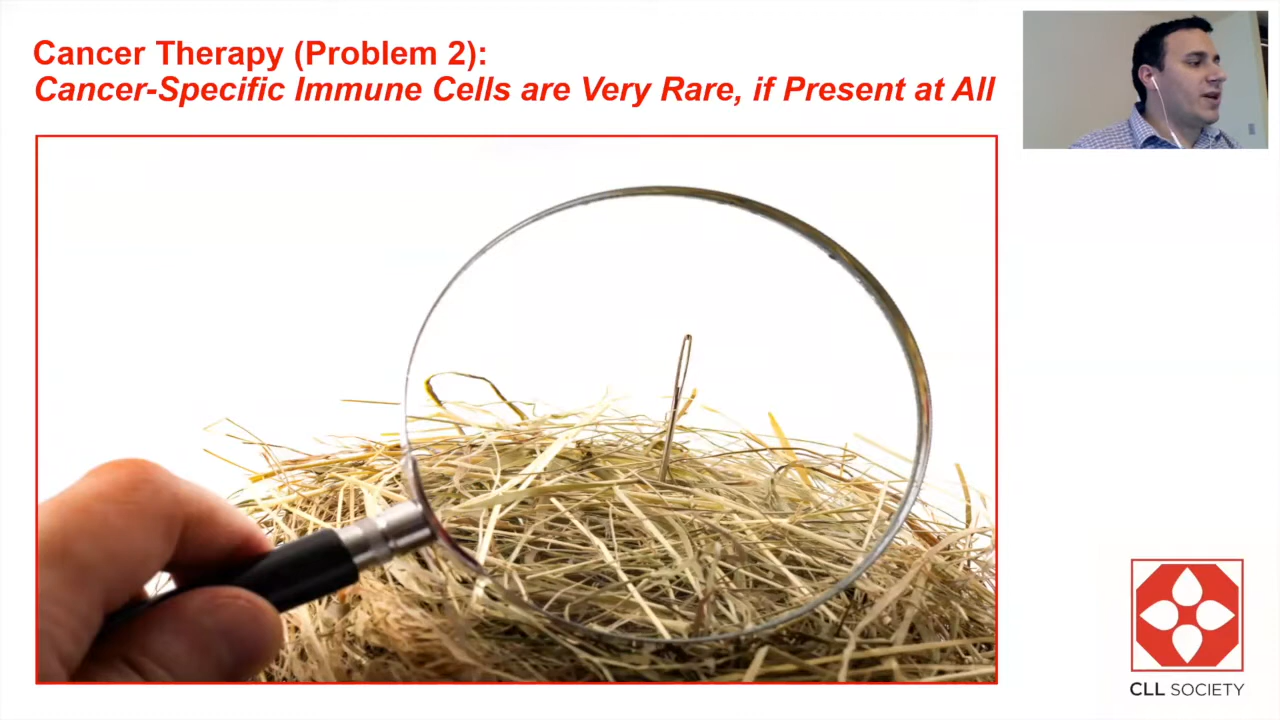 Cancer Therapy (Problem 2):
Cancer-Specific Immune Cells are Very Rare, if Present at All
CLL SOCIETY